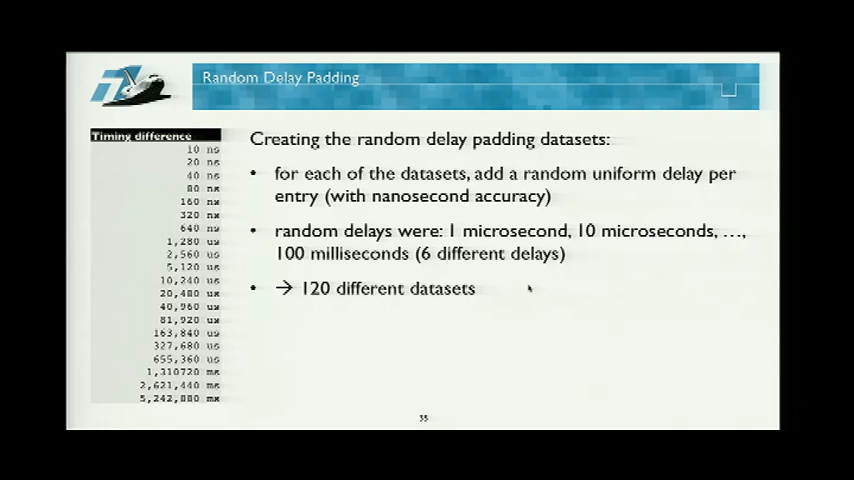 Random Delay Padding
Timing difference
10 ns
20 ns
40 ns
80 ns
160 ns
320 ns
640 ns
1,280 us
2,560 us
5,120 us
10,240 us
20,480 us
40,960 us
81,920 us
163,840 us
327,680 us
655,360 us
1,310720 ms
2,621,440 ms
5,242,880 ms
Creating the random delay padding datasets:
• for each of the datasets, add a random uniform delay per
entry (with nanosecond accuracy)
• random delays were: 1 microsecond, 10 microseconds, …,
100 milliseconds (6 different delays)
• → 120 different datasets
35